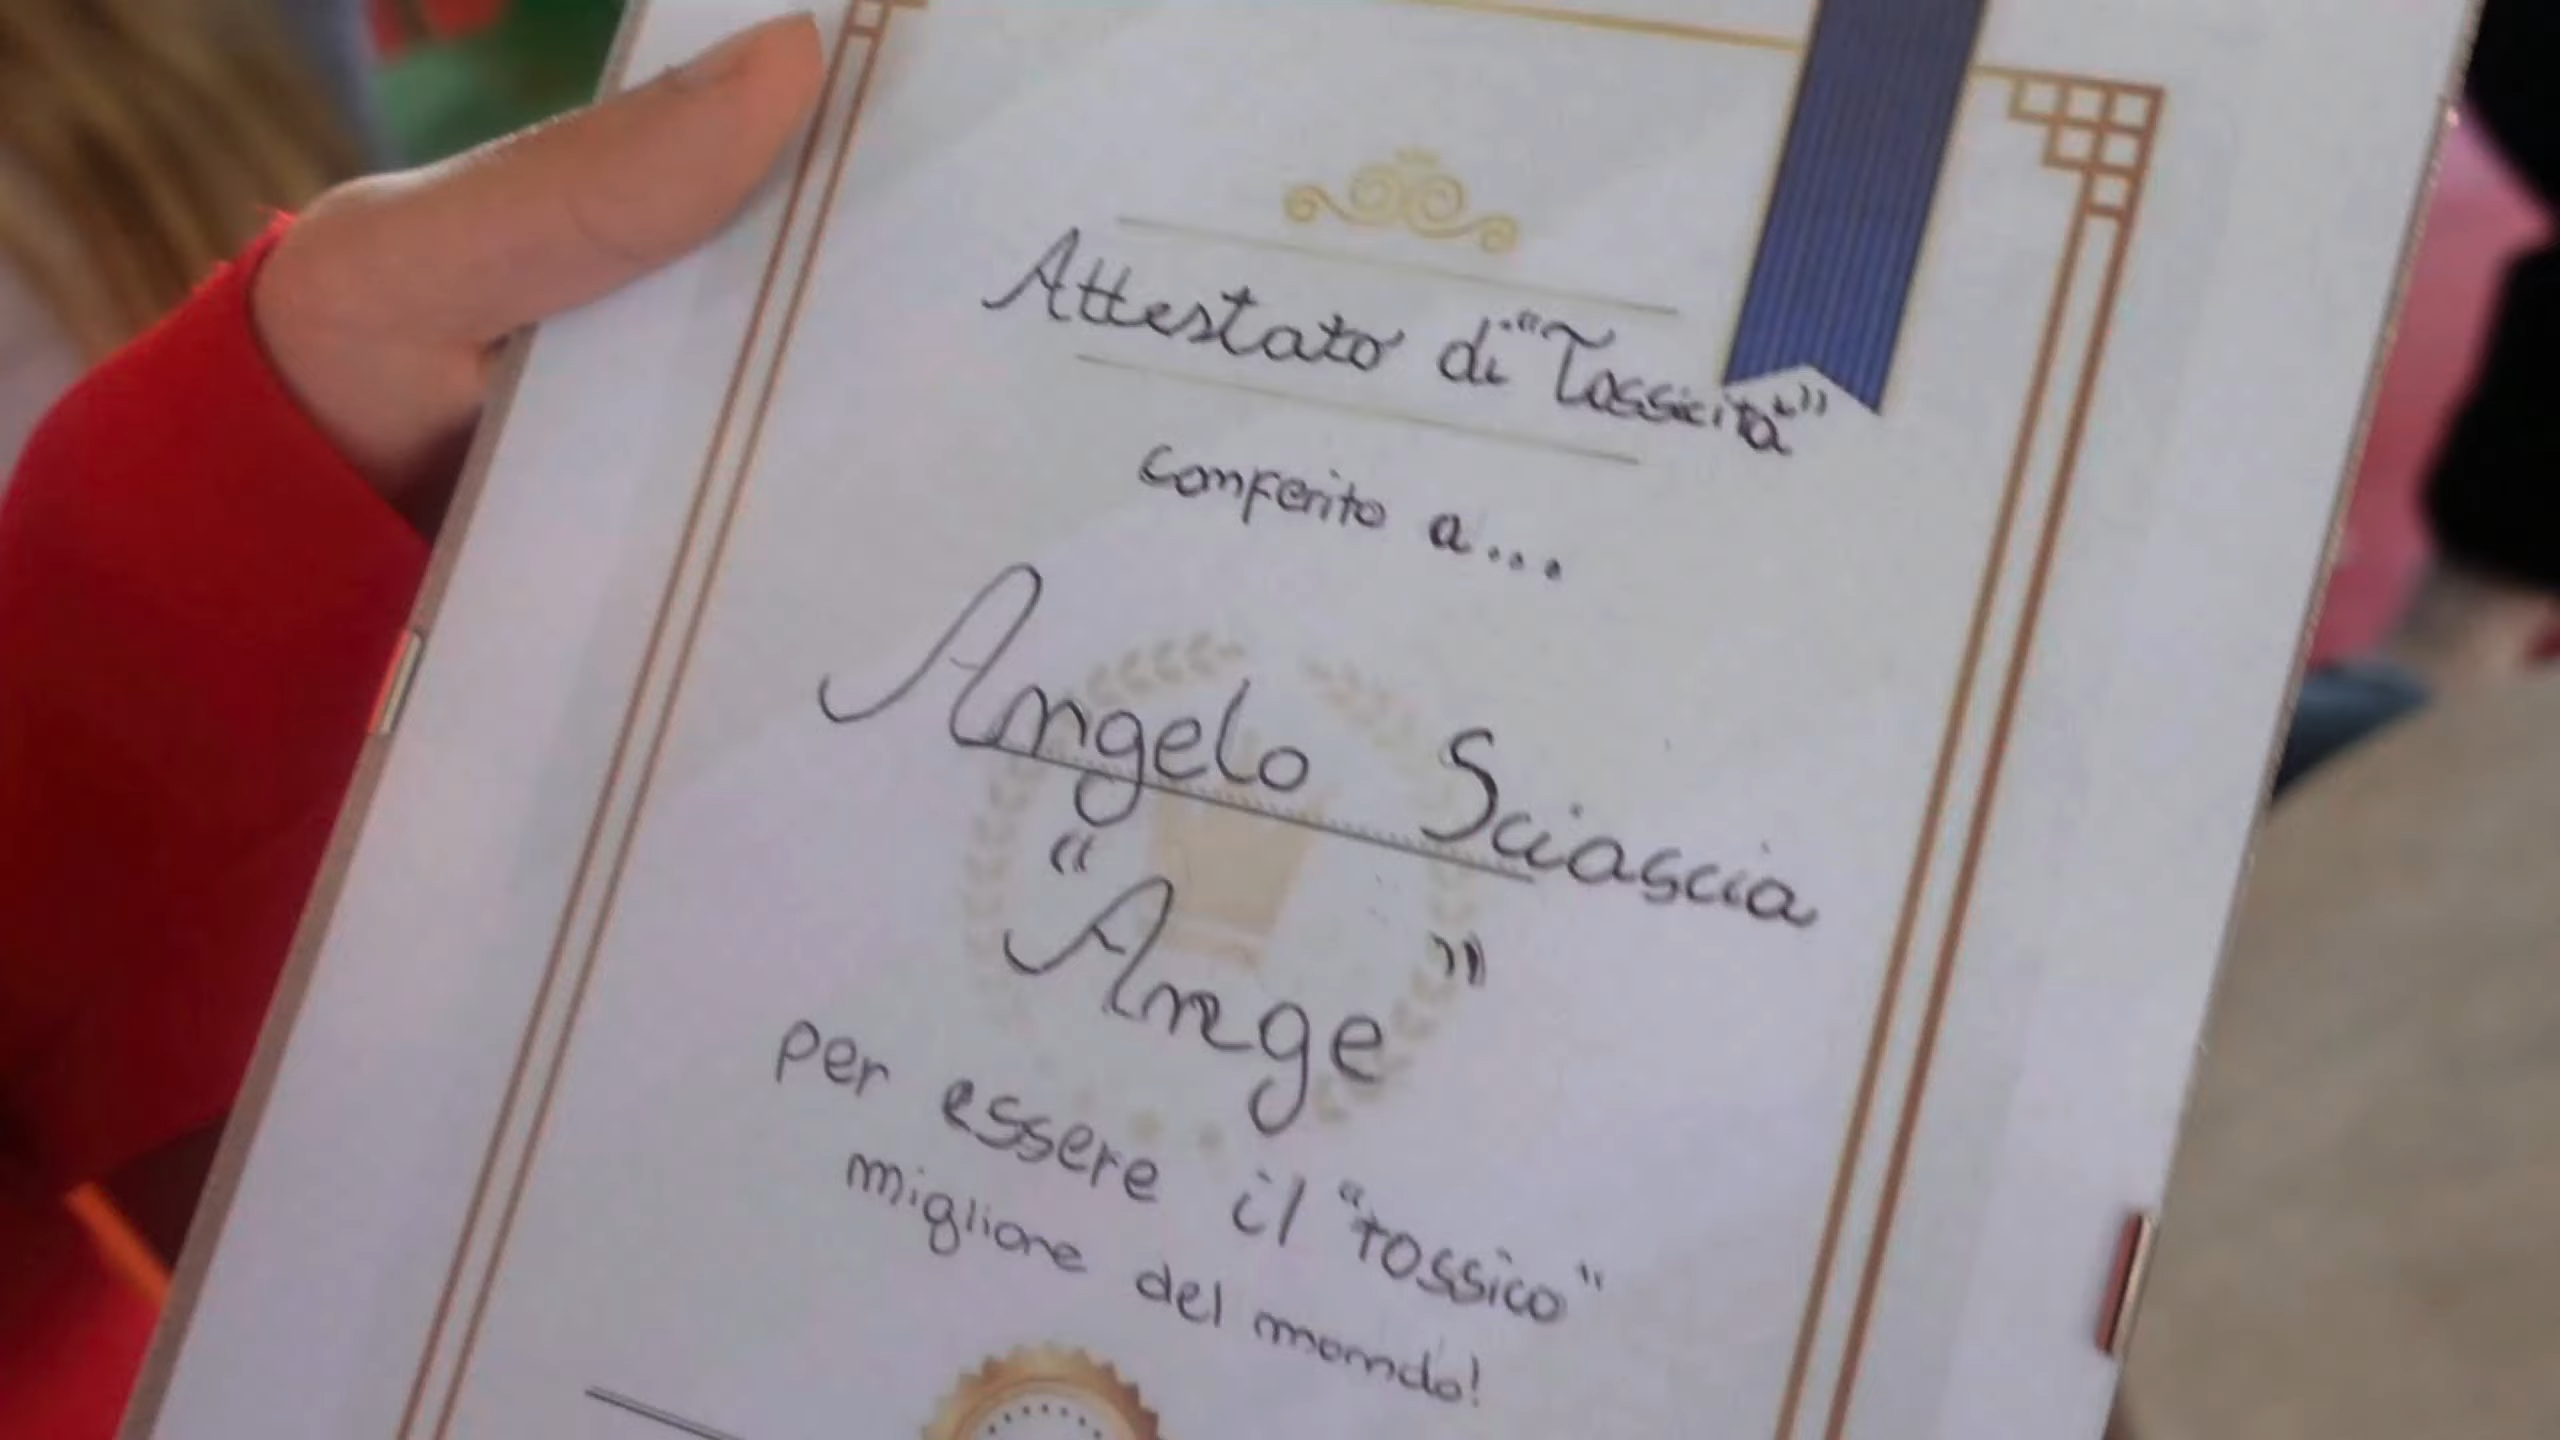 Attestato di "Tossicità"
conferito a...
Angelo Sciascia
"Ange"
per essere il "tossico"
migliore del mondo!